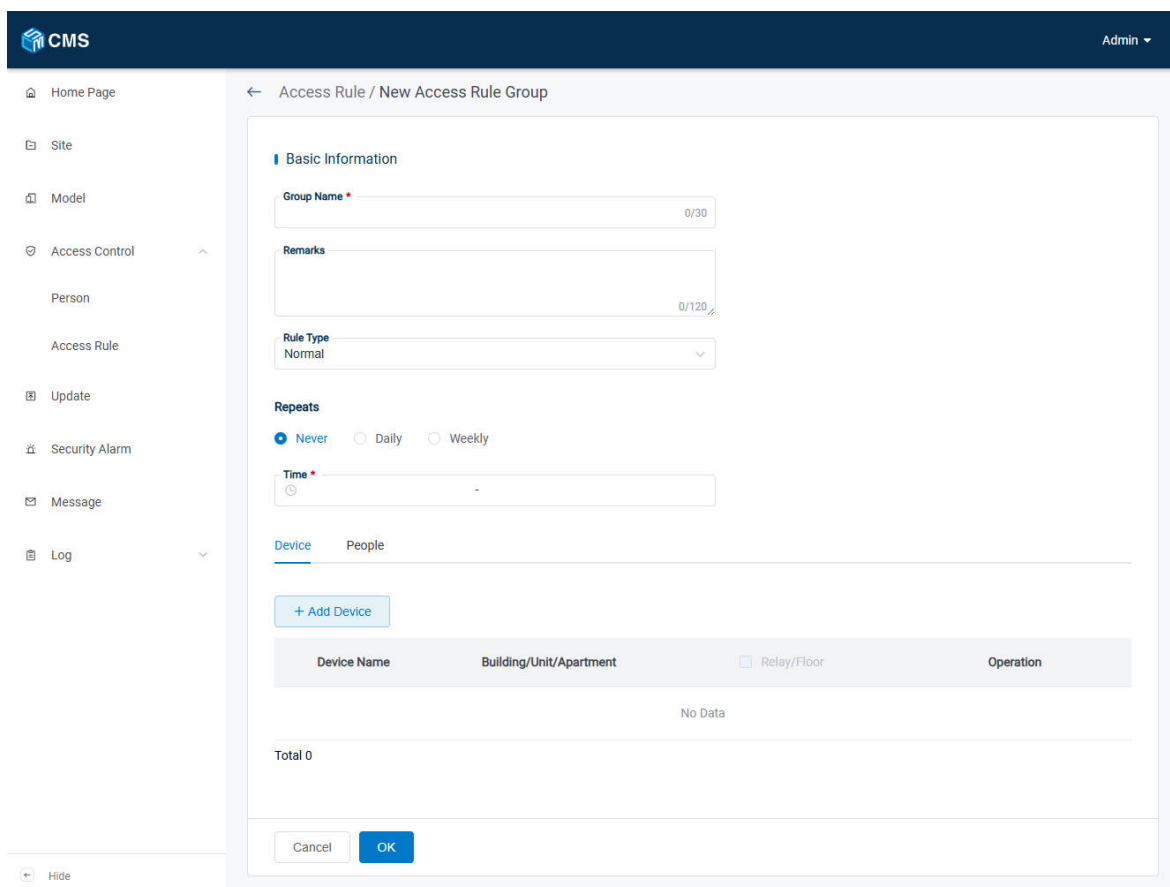 CMS
Admin
Home Page
Access Rule / New Access Rule Group
Site
Basic Information
Model
Group Name *
0/30
Access Control
Remarks
Person
0/120
Access Rule
Rule Type
Normal
Update
Repeats
Security Alarm
Never Daily Weekly
Message
Time *
-
Log
Device People
+ Add Device
Device Name Building/Unit/Apartment Relay/Floor Operation
No Data
Total 0
Cancel OK
Hide